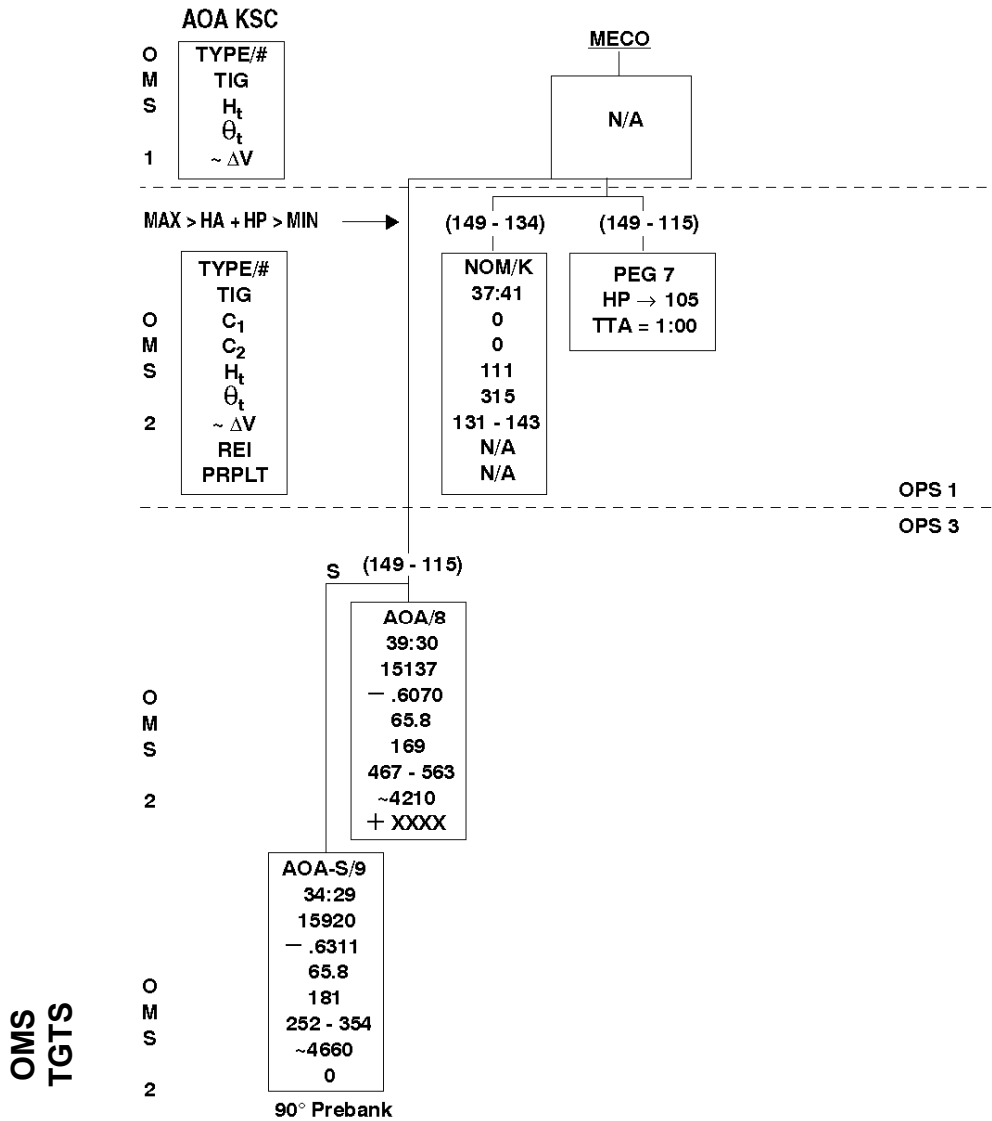 AOA KSC
O
M
S
1
TYPE/#
TIG
Ht
θt
~ ΔV
MECO
N/A
MAX > HA + HP > MIN
(149 - 134)
(149 - 115)
O
M
S
2
TYPE/#
TIG
C1
C2
Ht
θt
~ ΔV
REI
PRPLT
NOM/K
37:41
0
0
111
315
131 - 143
N/A
N/A
PEG 7
HP → 105
TTA = 1:00
OPS 1
OPS 3
S
(149 - 115)
O
M
S
2
AOA/8
39:30
15137
− .6070
65.8
169
467 - 563
~4210
+ XXXX
O
M
S
2
AOA-S/9
34:29
15920
− .6311
65.8
181
252 - 354
~4660
0
90° Prebank
OMS
TGTS